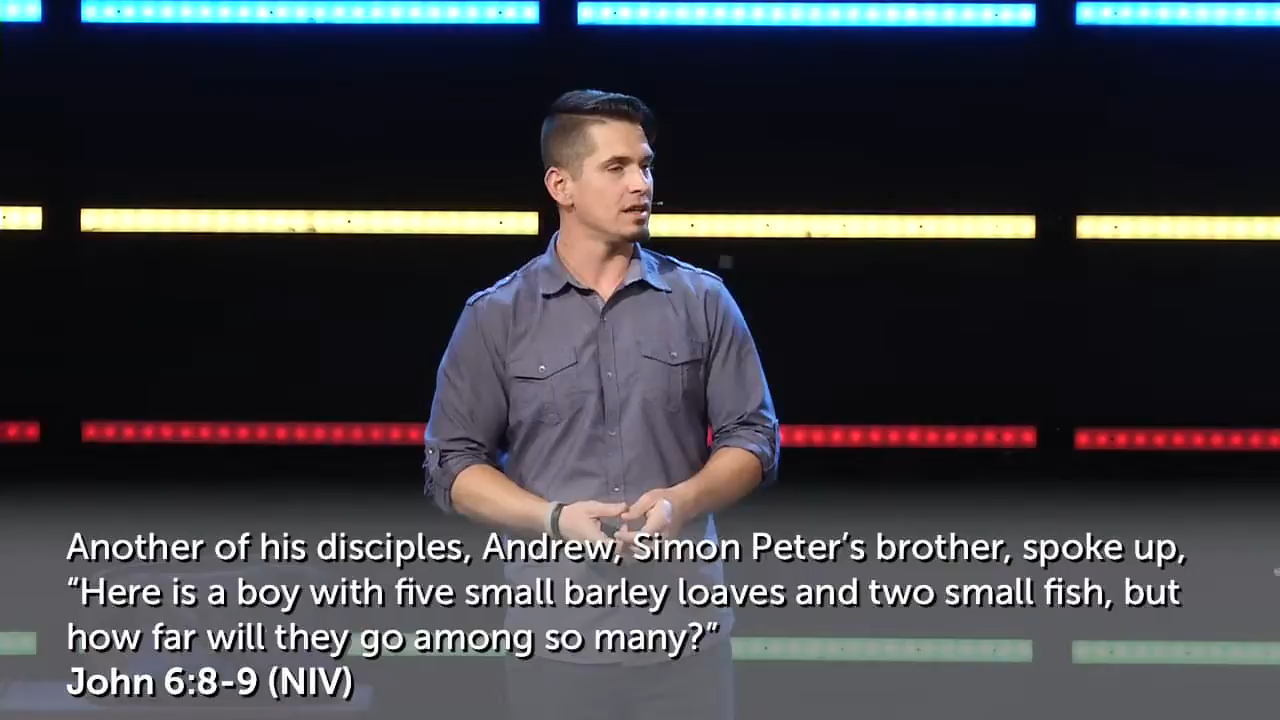 Another of his disciples, Andrew, Simon Peter's brother, spoke up,
“Here is a boy with five small barley loaves and two small fish, but
how far will they go among so many?”
John 6:8-9 (NIV)